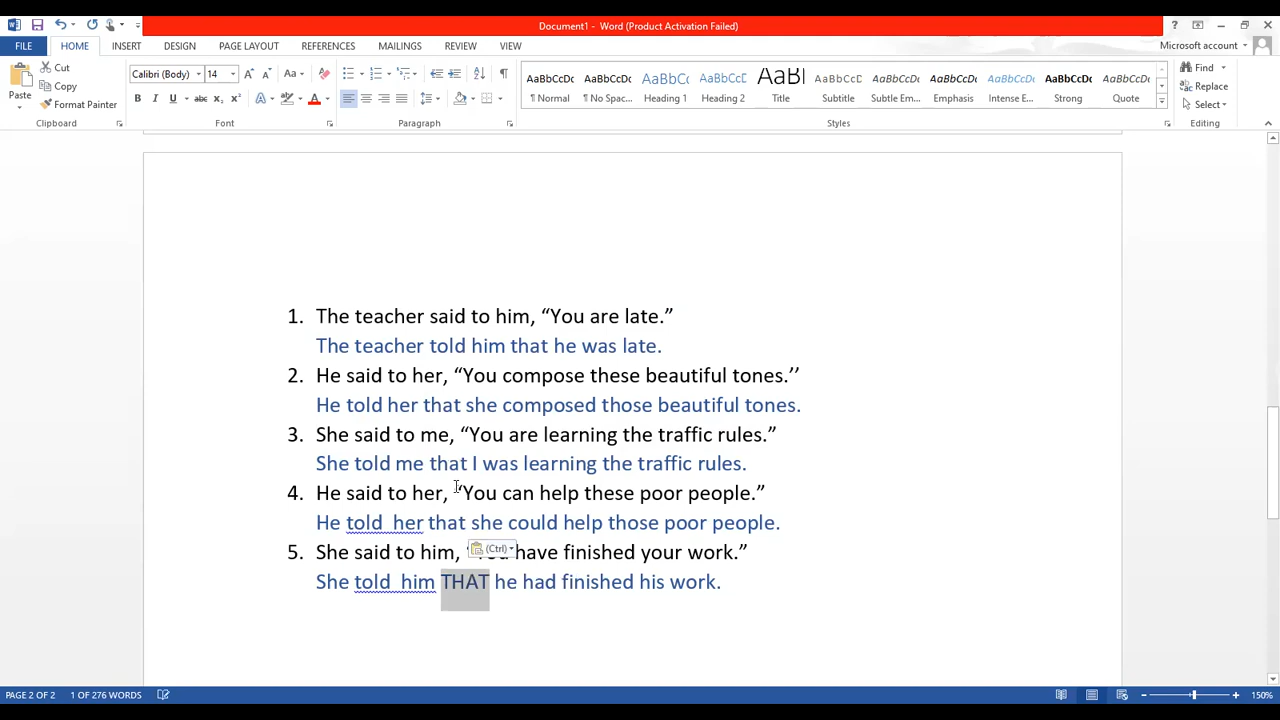 Document1 - Word (Product Activation Failed)
Microsoft account
FILE HOME INSERT DESIGN PAGE LAYOUT REFERENCES MAILINGS REVIEW VIEW
Paste Cut Copy Format Painter
Clipboard
Calibri (Body) 14
Font
Paragraph
AaBbCcDc AaBbCcDc AaBbCc AaBbCcD AaBl AaBbCcD AaBbCcDc AaBbCcDc AaBbCcDc AaBbCcDc AaBbCcDc
¶ Normal ¶ No Spac... Heading 1 Heading 2 Title Subtitle Subtle Em... Emphasis Intense E... Strong Quote
Styles
Find
Replace
Select
Editing
1. The teacher said to him, “You are late.”
The teacher told him that he was late.
2. He said to her, “You compose these beautiful tones.’’
He told her that she composed those beautiful tones.
3. She said to me, “You are learning the traffic rules.”
She told me that I was learning the traffic rules.
4. He said to her, “You can help these poor people.”
He told  her that she could help those poor people.
5. She said to him, “You have finished your work.”
(Ctrl)
She told  him THAT he had finished his work.
PAGE 2 OF 2 1 OF 276 WORDS
150%